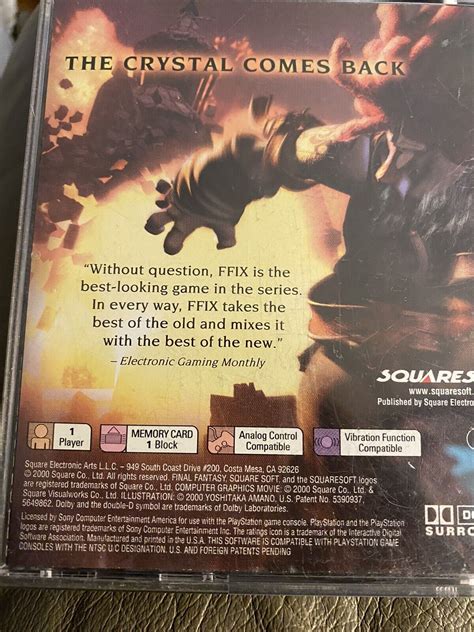 THE CRYSTAL COMES BACK
“Without question, FFIX is the
best-looking game in the series.
In every way, FFIX takes the
best of the old and mixes it
with the best of the new.”
– Electronic Gaming Monthly
SQUARES
www.squaresoft.
Published by Square Electro
1
Player
MEMORY CARD
1 Block
Analog Control
Compatible
Vibration Function
Compatible
Square Electronic Arts L.L.C. – 949 South Coast Drive #200, Costa Mesa, CA 92626
© 2000 Square Co., Ltd. All rights reserved. FINAL FANTASY, SQUARE SOFT, and the SQUARESOFT logos
are registered trademarks of Square Co., Ltd. COMPUTER GRAPHICS MOVIE: © 2000 Square Co., Ltd. &
Square Visualworks Co., Ltd. ILLUSTRATION: © 2000 YOSHITAKA AMANO. U.S. Patent No. 5390937,
5649862. Dolby and the double-D symbol are trademarks of Dolby Laboratories.
Licensed by Sony Computer Entertainment America for use with the PlayStation game console. PlayStation and the PlayStation
logos are registered trademarks of Sony Computer Entertainment Inc. The ratings icon is a trademark of the Interactive Digital
Software Association. Manufactured and printed in the U.S.A. THIS SOFTWARE IS COMPATIBLE WITH PLAYSTATION GAME
CONSOLES WITH THE NTSC U/C DESIGNATION. U.S. AND FOREIGN PATENTS PENDING
DO
SURRO